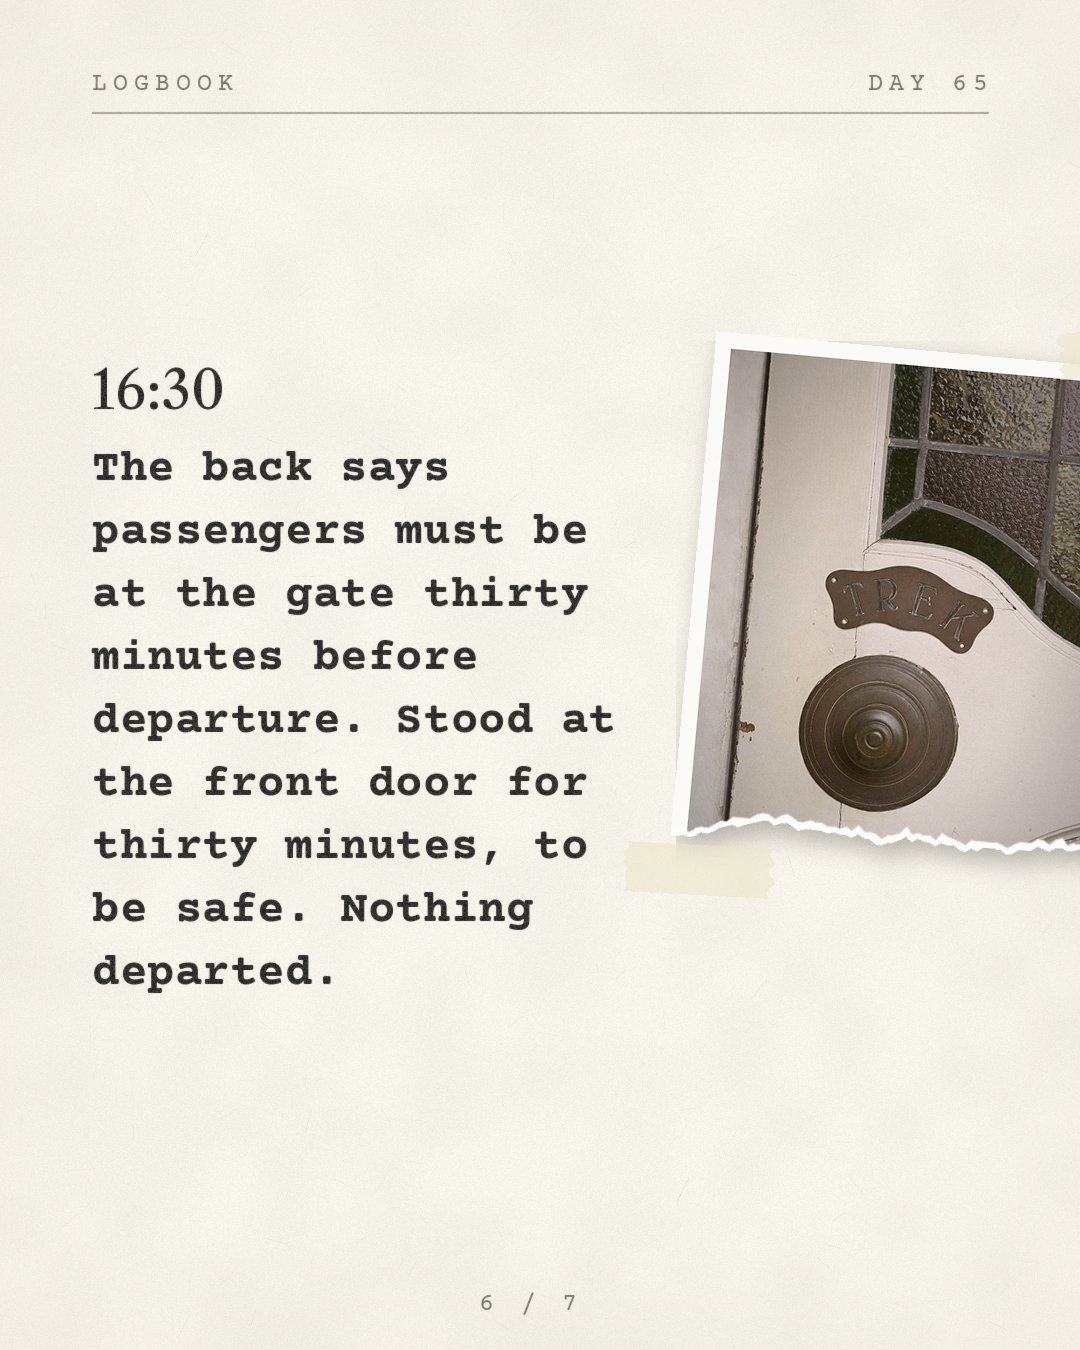 LOGBOOK DAY 65
16:30
The back says
passengers must be
at the gate thirty
minutes before
departure. Stood at
the front door for
thirty minutes, to
be safe. Nothing
departed.
TREK
6 / 7